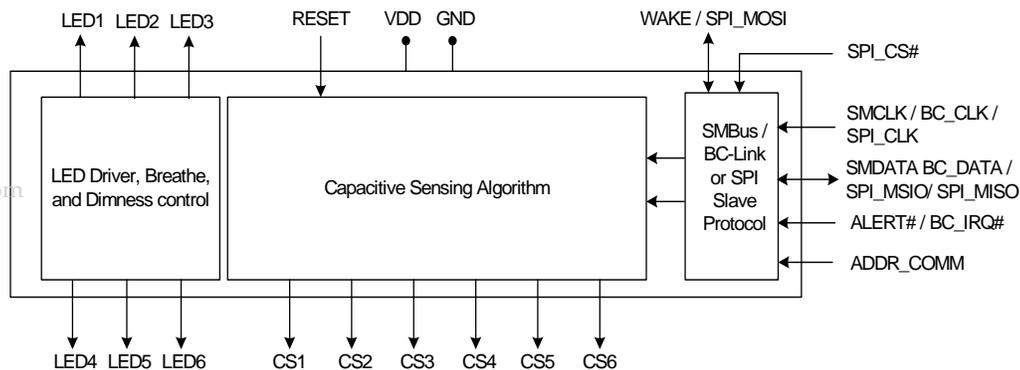 LED1 LED2 LED3
RESET
VDD
GND
WAKE / SPI_MOSI
SPI_CS#
LED Driver, Breathe,
and Dimness control
Capacitive Sensing Algorithm
SMBus /
BC-Link
or SPI
Slave
Protocol
SMCLK / BC_CLK /
SPI_CLK
SMDATA BC_DATA /
SPI_MSIO/ SPI_MISO
ALERT# / BC_IRQ#
ADDR_COMM
om
LED4 LED5 LED6
CS1 CS2 CS3 CS4 CS5 CS6